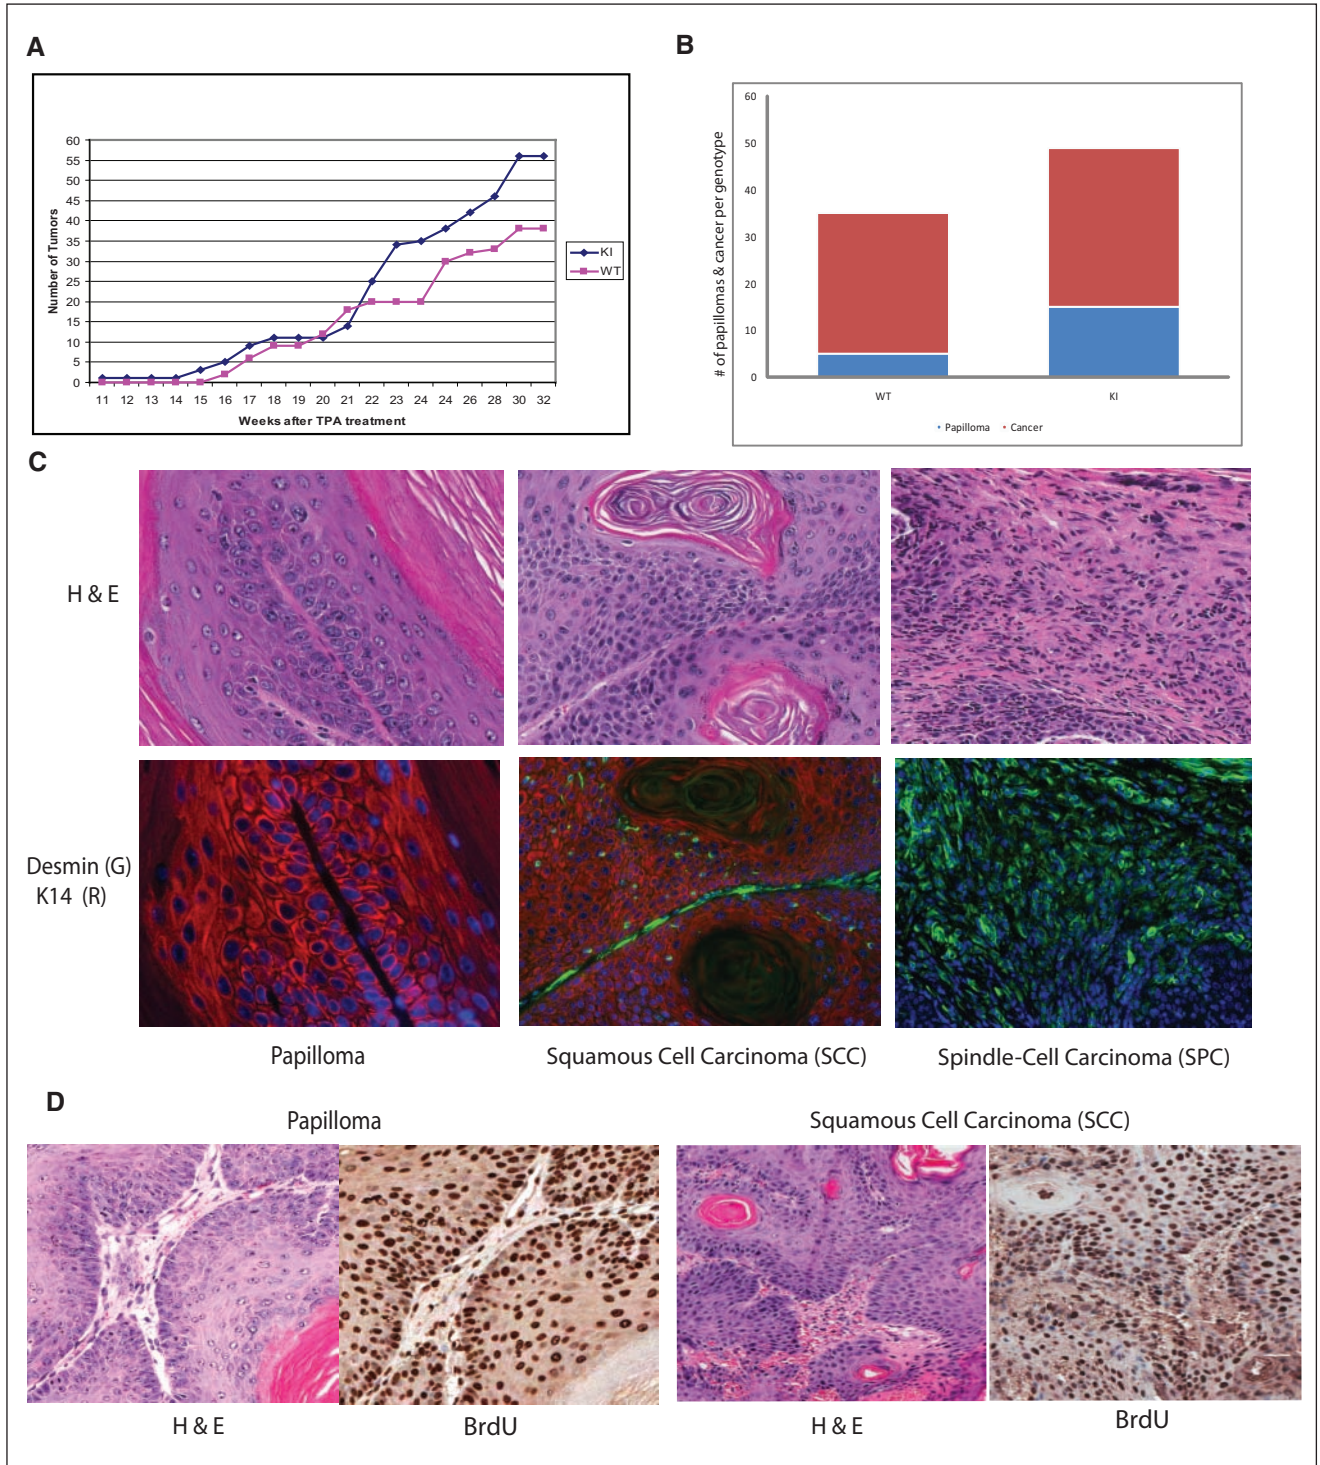 A
Number of Tumors
60
55
50
45
40
35
30
25
20
15
10
5
0
11 12 13 14 15 16 17 18 19 20 21 22 23 24 24 26 28 30 32
Weeks after TPA treatment
KI
WT
B
# of papillomas & cancer per genotype
60
50
40
30
20
10
0
WT KI
Papilloma Cancer
C
H & E
Desmin (G)
K14 (R)
Papilloma Squamous Cell Carcinoma (SCC) Spindle-Cell Carcinoma (SPC)
D
Papilloma Squamous Cell Carcinoma (SCC)
H & E BrdU H & E BrdU